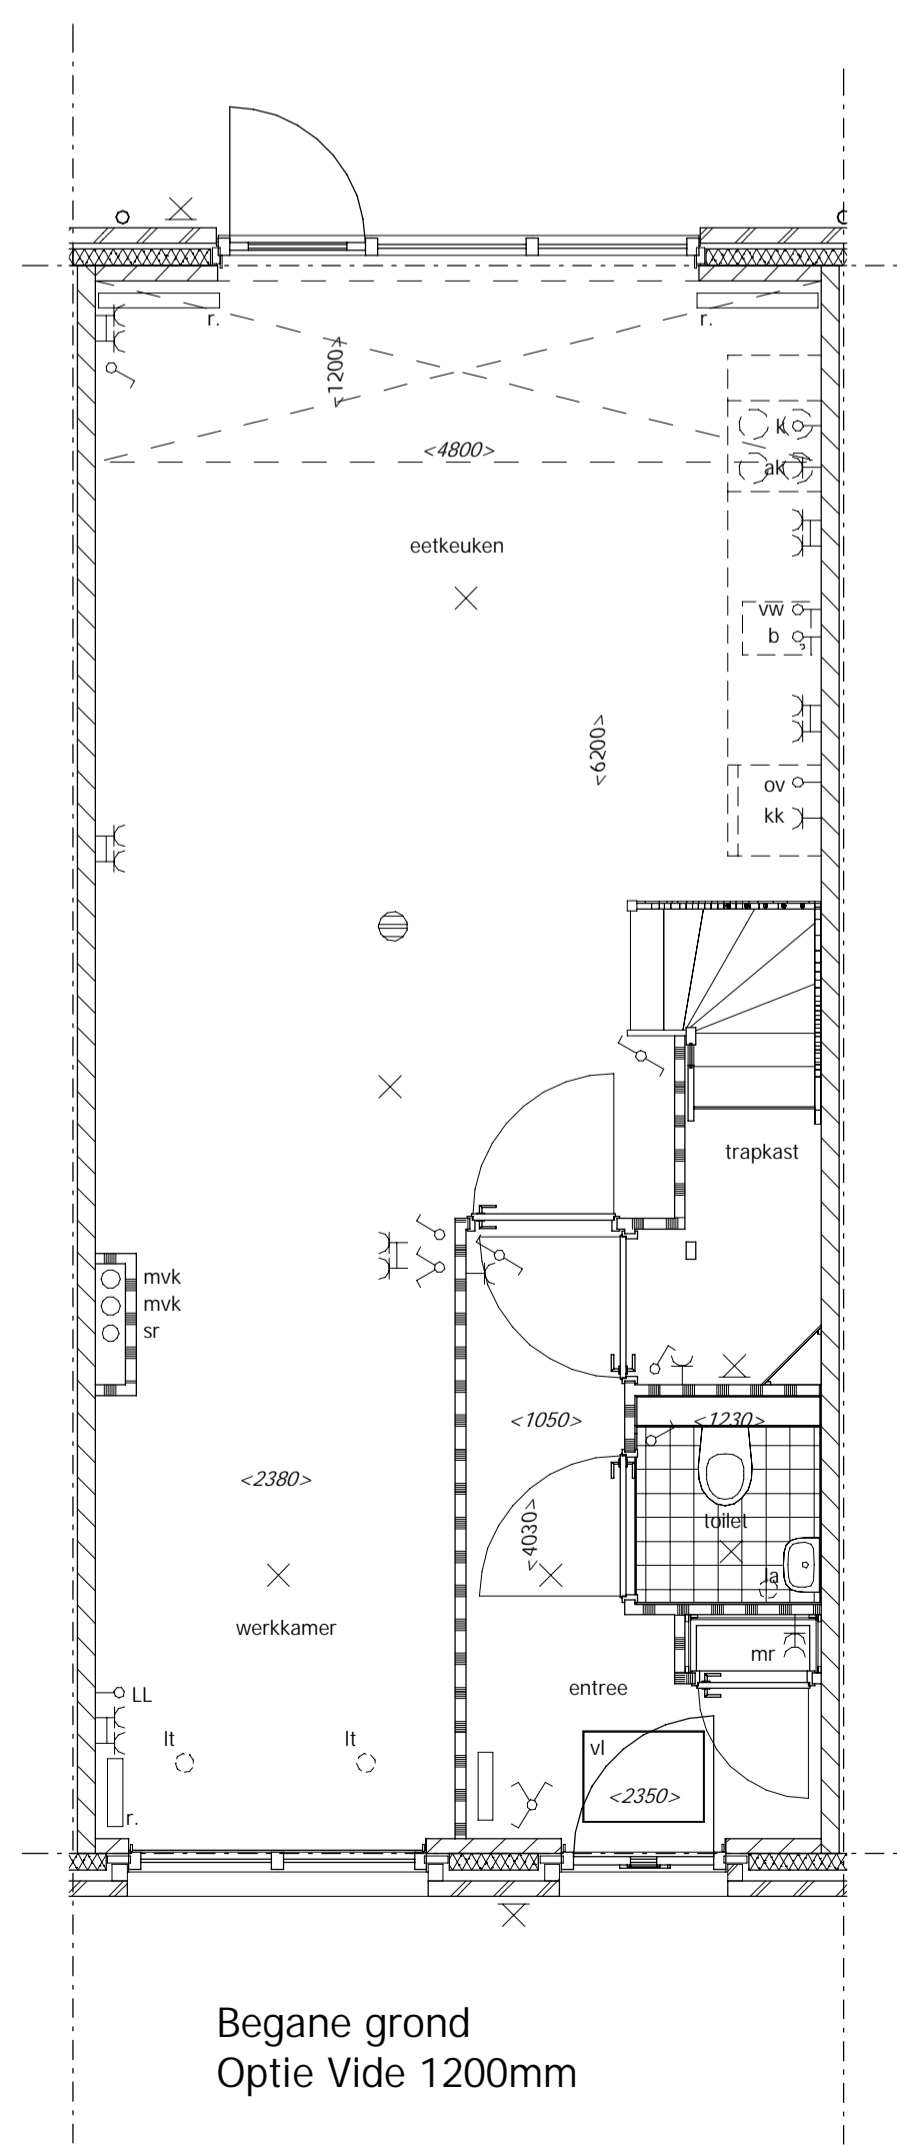 r.
r.
<1200>
k
<4800>
ak
eetkeuken
vw
b
<6200>
ov
kk
trapkast
mvk
mvk
sr
<1050>
<1230>
<2380>
<4030>
toilet
a
werkkamer
mr
entree
LL
lt
lt
vl
<2350>
r.
Begane grond
Optie Vide 1200mm